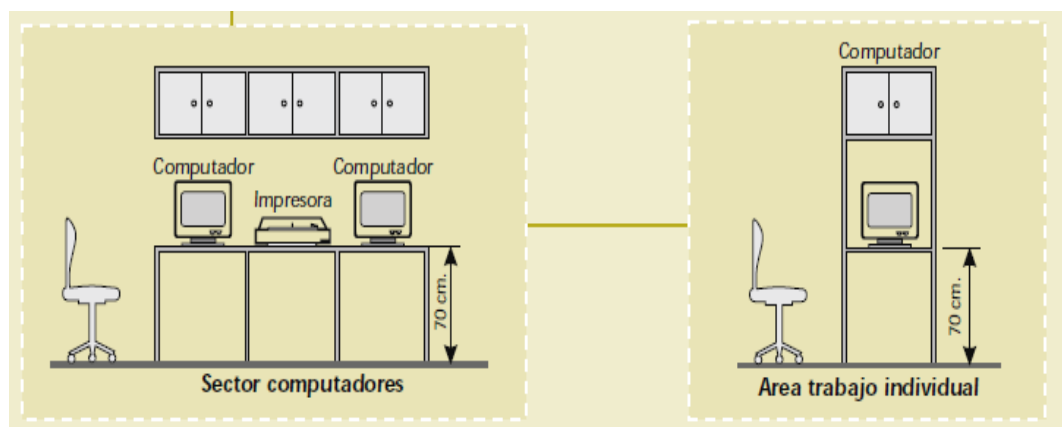 Computador
Computador
Impresora
70 cm.
Sector computadores
Computador
70 cm.
Area trabajo individual